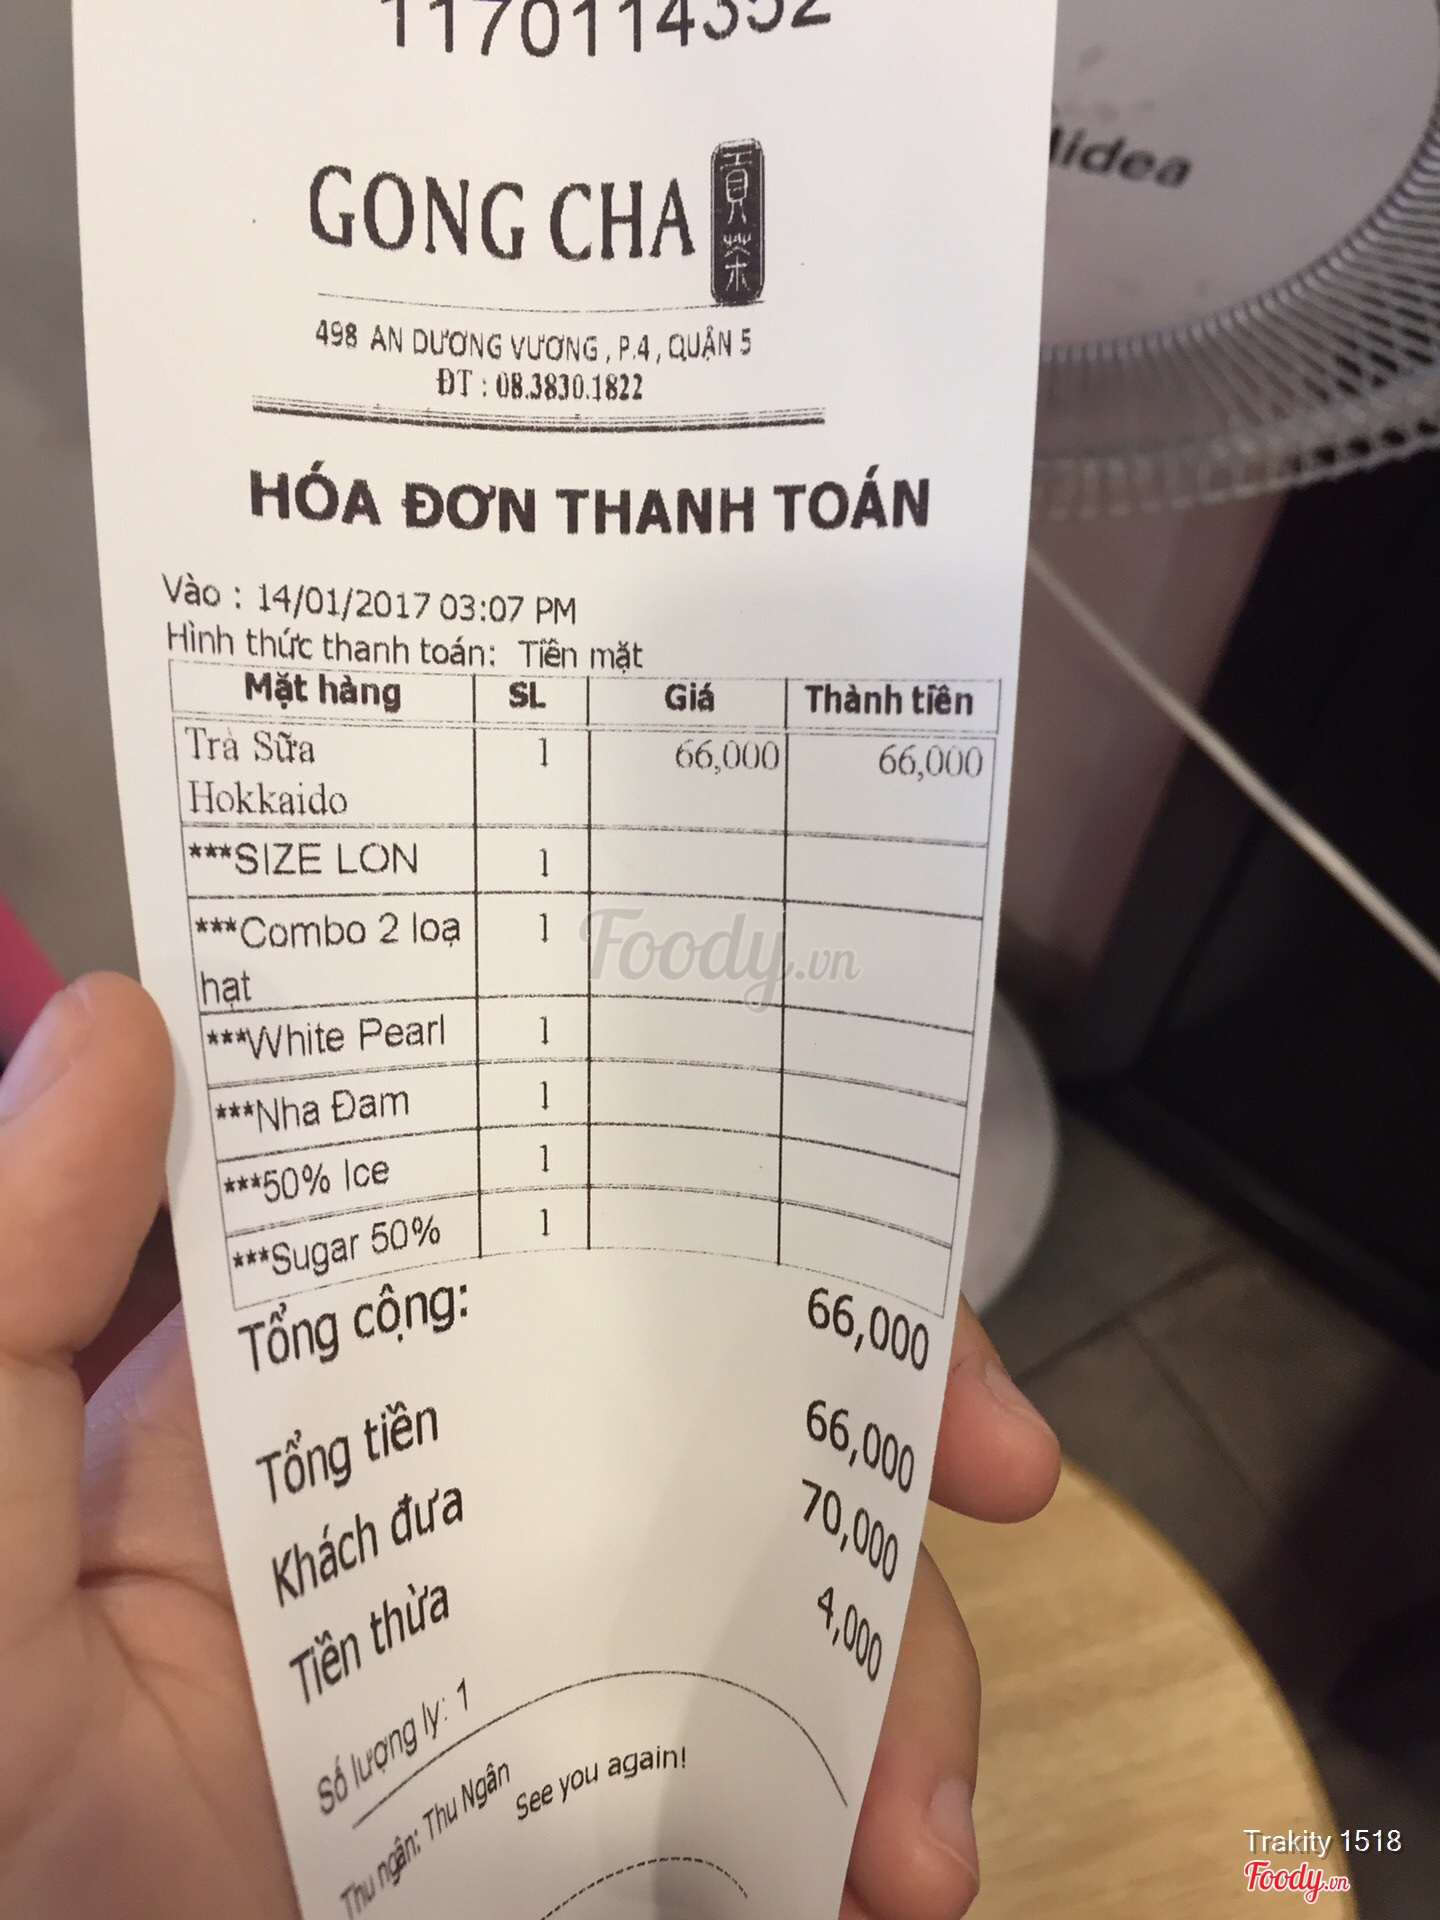 1170114352
GONG CHA 貢茶
498 AN DƯƠNG VƯƠNG , P.4 , QUẬN 5
ĐT : 08.3830.1822
HÓA ĐƠN THANH TOÁN
Vào : 14/01/2017 03:07 PM
Hình thức thanh toán: Tiền mặt
Mặt hàng SL Giá Thành tiền
Trà Sữa 1 66,000 66,000
Hokkaido
***SIZE LON 1
***Combo 2 loạ 1
hạt
***White Pearl 1
***Nha Đam 1
***50% Ice 1
***Sugar 50% 1
Tổng cộng: 66,000
Tổng tiền 66,000
Khách đưa 70,000
Tiền thừa 4,000
Số lượng ly: 1
Thu ngân: Thu Ngân
See you again!
Midea
Foody.vn
Trakity 1518
Foody.vn